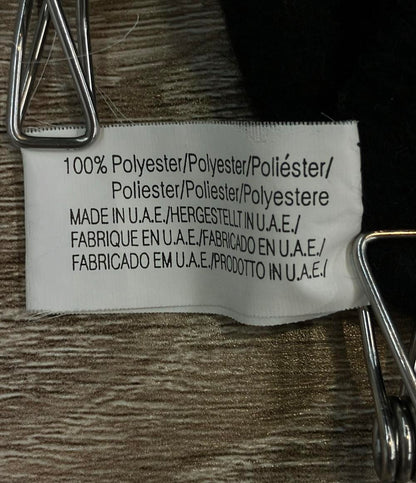 100% Polyester/Polyester/Poliéster/
Poliester/Poliester/Polyestere
MADE IN U.A.E./HERGESTELLT IN U.A.E./
FABRIQUE EN U.A.E./FABRICADO EN U.A.E./
FABRICADO EM U.A.E./PRODOTTO IN U.A.E./